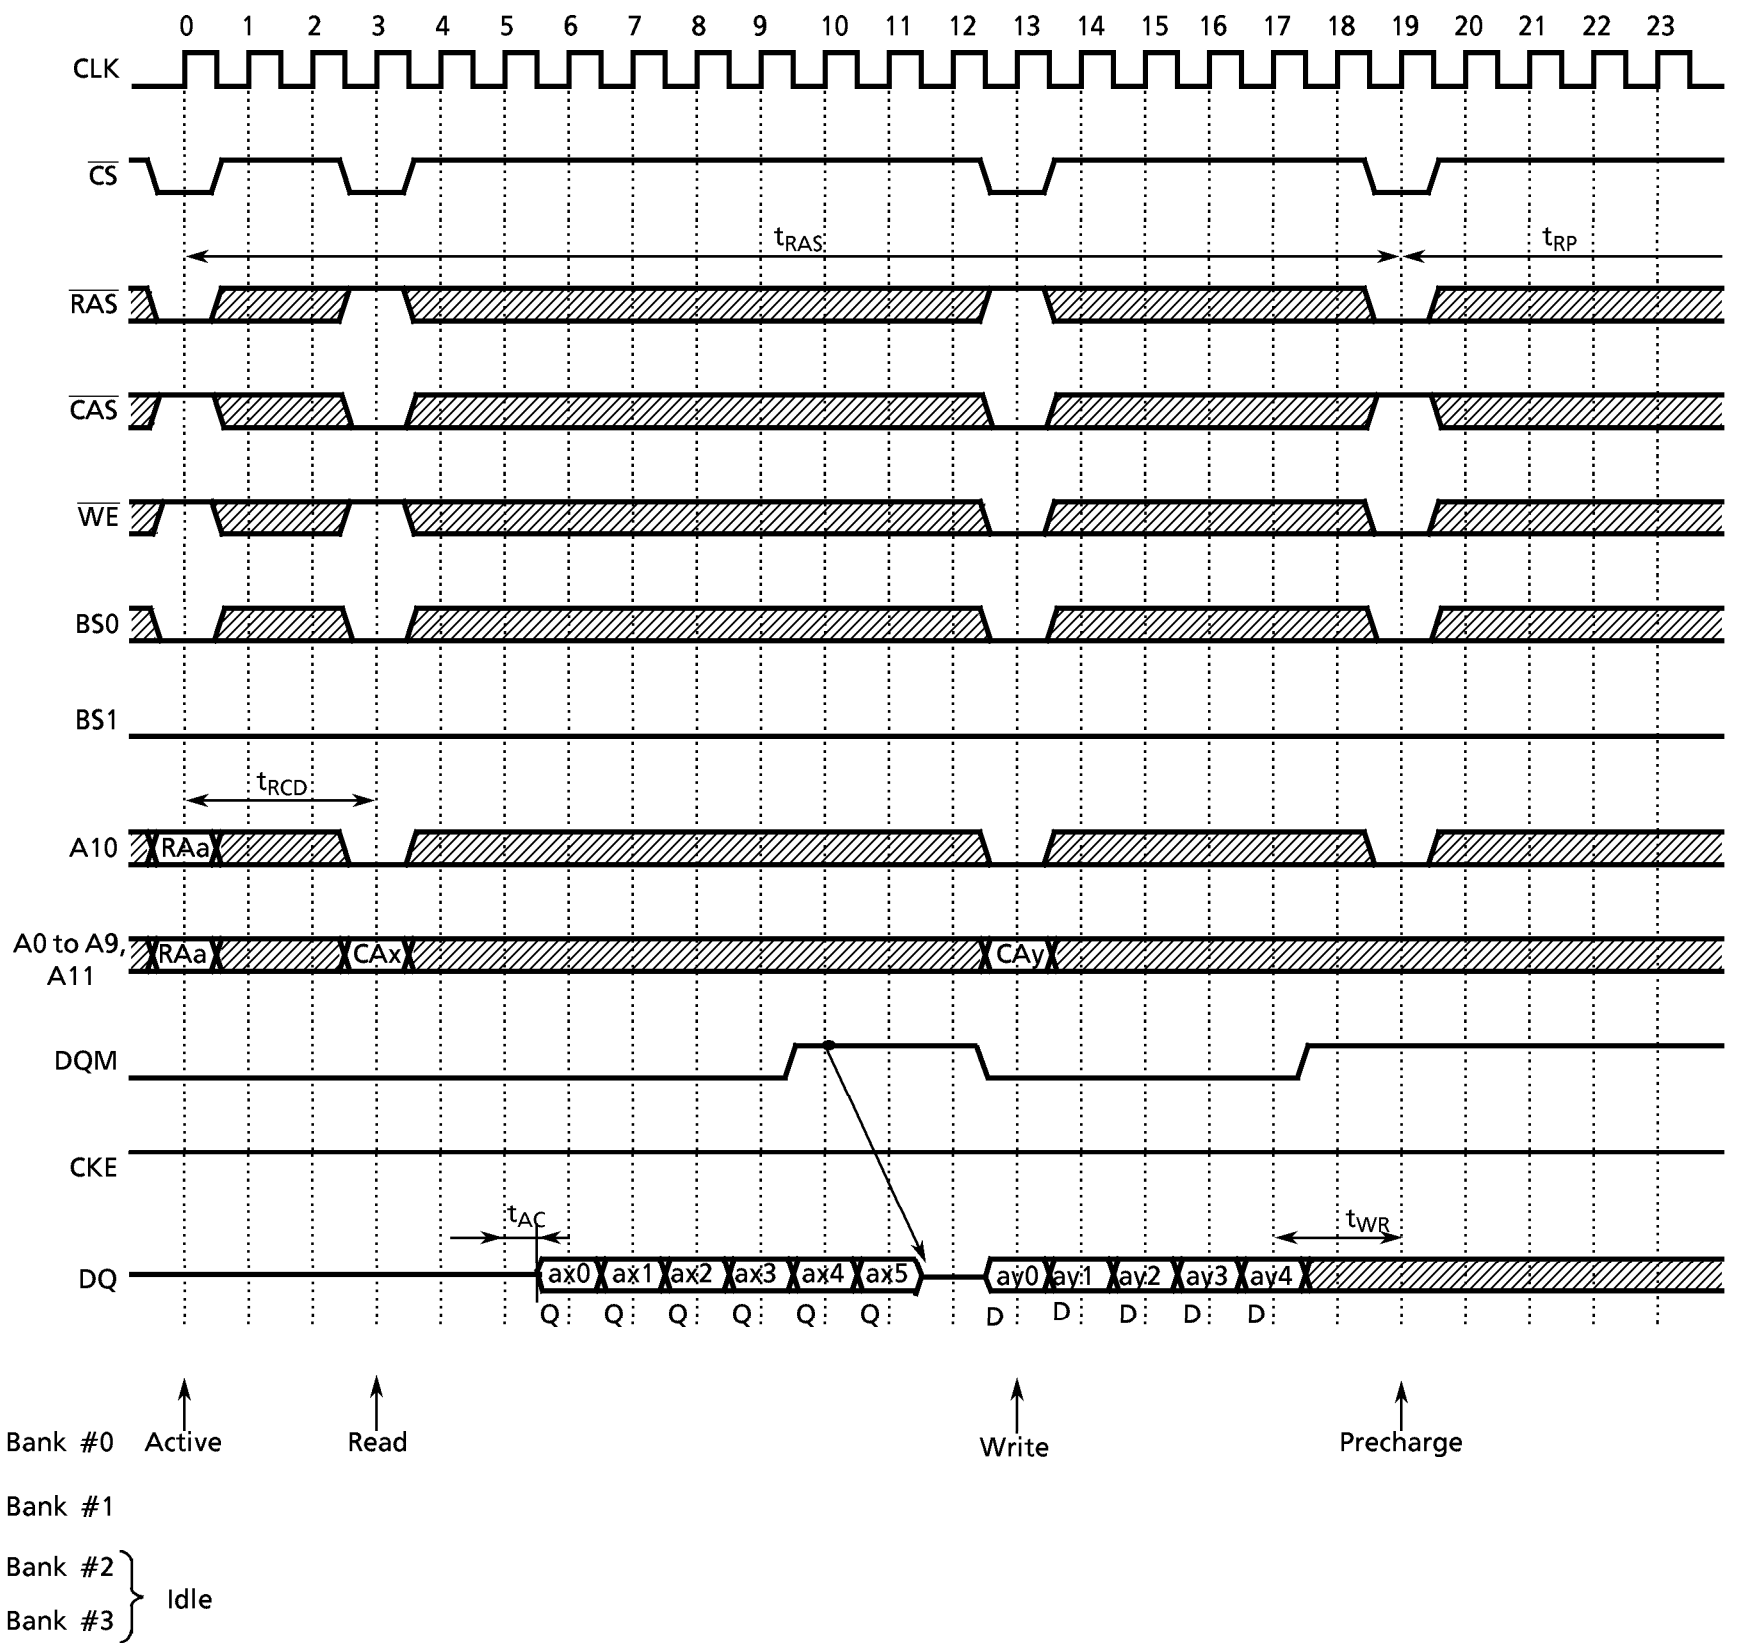 0 1 2 3 4 5 6 7 8 9 10 11 12 13 14 15 16 17 18 19 20 21 22 23
CLK
CS
tRAS tRP
RAS
CAS
WE
BS0
BS1
tRCD
A10 RAa
A0 to A9, RAa CAx CAy
A11
DQM
CKE
tAC tWR
DQ ax0 ax1 ax2 ax3 ax4 ax5 ay0 ay1 ay2 ay3 ay4
Q Q Q Q Q Q D D D D D
Bank #0 Active Read Write Precharge
Bank #1
Bank #2
Idle
Bank #3